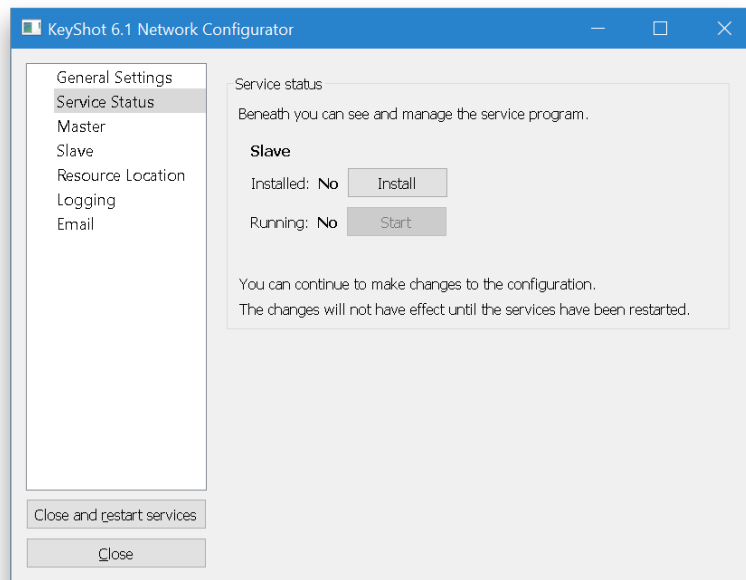 KeyShot 6.1 Network Configurator
General Settings
Service Status
Master
Slave
Resource Location
Logging
Email
Service status
Beneath you can see and manage the service program.
Slave
Installed: No Install
Running: No Start
You can continue to make changes to the configuration.
The changes will not have effect until the services have been restarted.
Close and restart services
Close